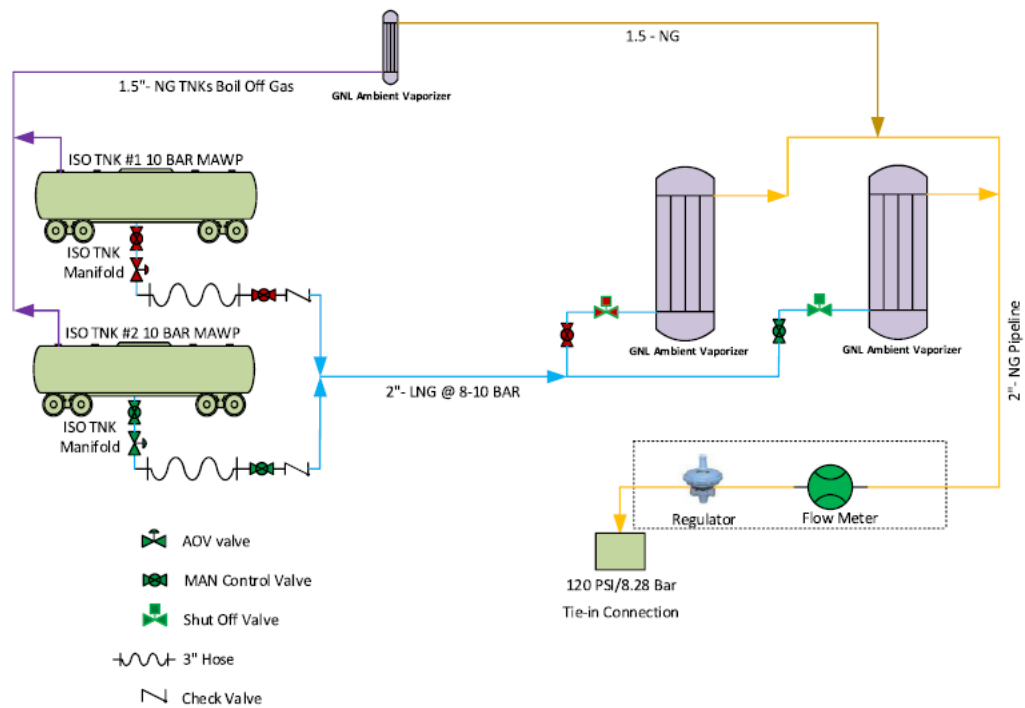 1.5 - NG
1.5"- NG TNKs Boil Off Gas
GNL Ambient Vaporizer
ISO TNK #1 10 BAR MAWP
ISO TNK
Manifold
ISO TNK #2 10 BAR MAWP
GNL Ambient Vaporizer
GNL Ambient Vaporizer
2"- LNG @ 8-10 BAR
2"- NG Pipeline
ISO TNK
Manifold
Regulator
Flow Meter
120 PSI/8.28 Bar
Tie-in Connection
AOV valve
MAN Control Valve
Shut Off Valve
3" Hose
Check Valve